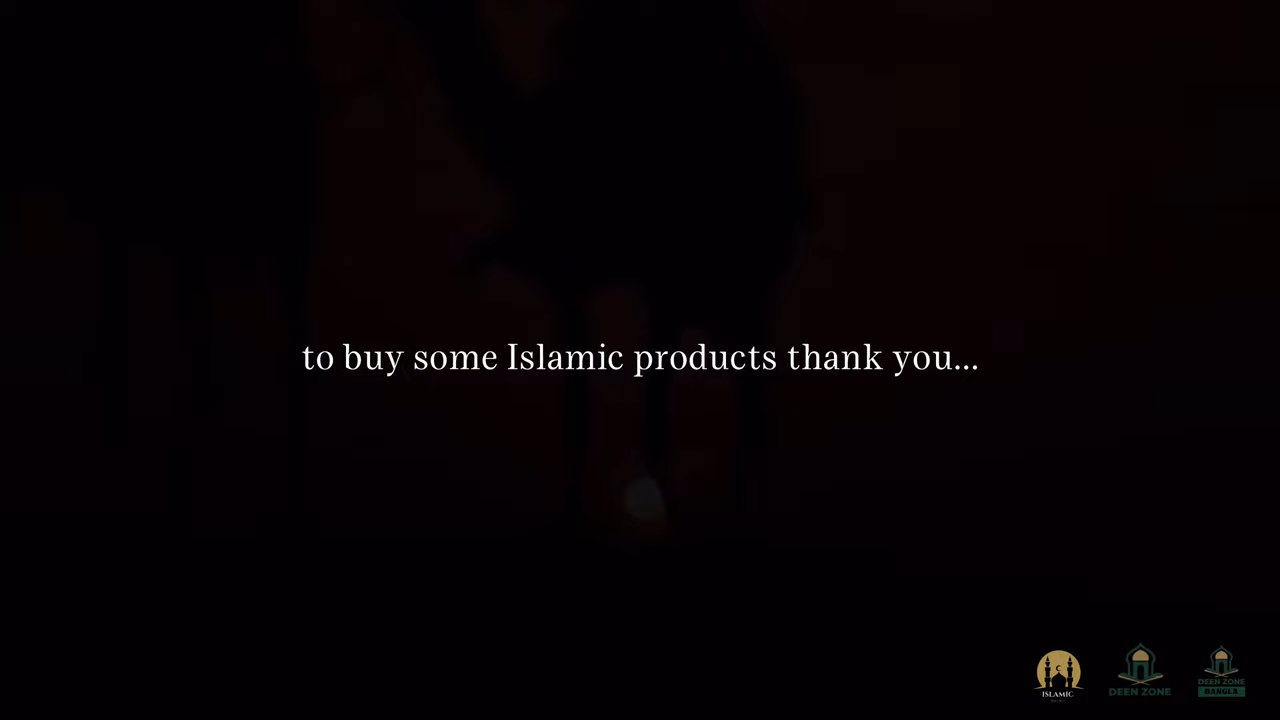 to buy some Islamic products thank you...
ISLAMIC
DEEN ZONE
DEEN ZONE
BANGLA